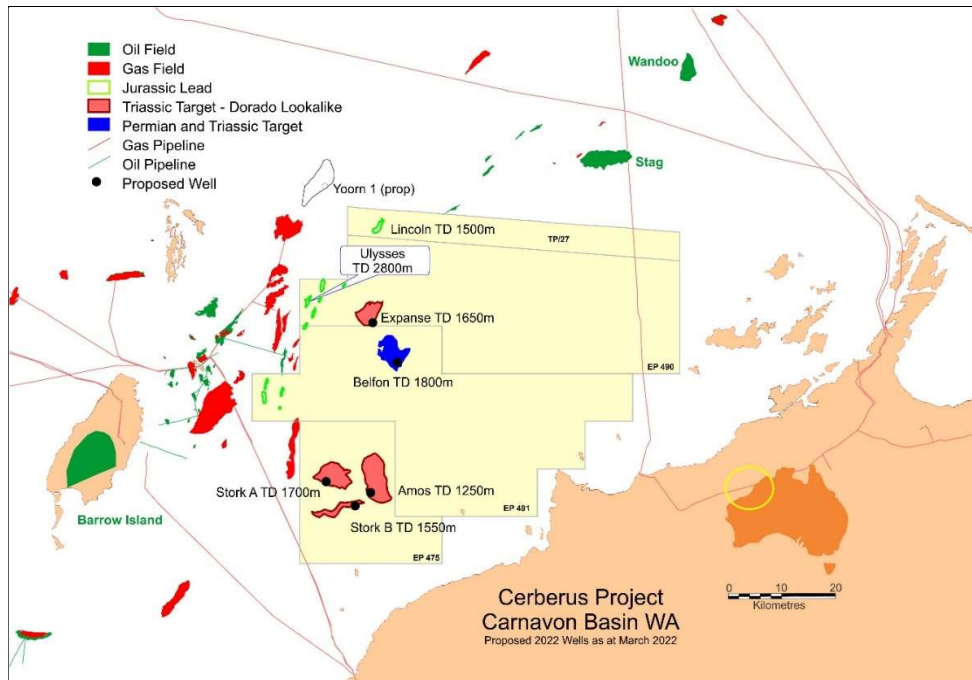 Oil Field
Gas Field
Jurassic Lead
Triassic Target - Dorado Lookalike
Permian and Triassic Target
Gas Pipeline
Oil Pipeline
Proposed Well
Wandoo
Stag
Yoorn 1 (prop)
Lincoln TD 1500m
TP/27
Ulysses
TD 2800m
Expanse TD 1650m
Belfon TD 1800m
EP 490
Stork A TD 1700m
Amos TD 1250m
Stork B TD 1550m
EP 491
EP 475
Barrow Island
0 10 20
Kilometres
Cerberus Project
Carnavon Basin WA
Proposed 2022 Wells as at March 2022